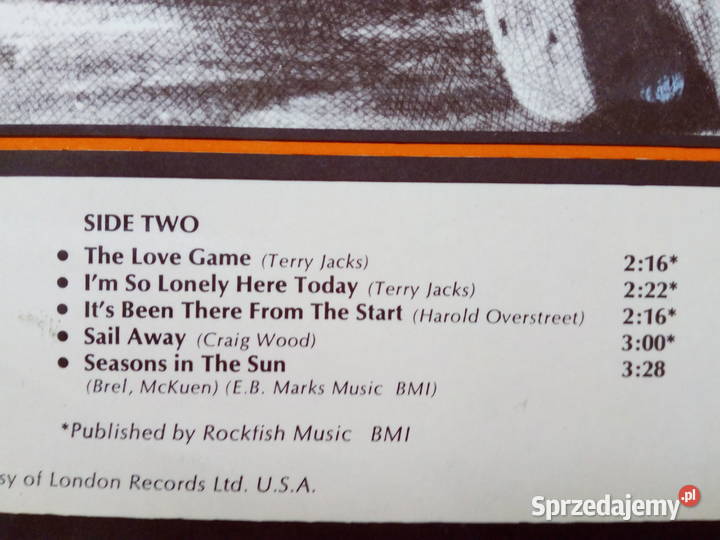 SIDE TWO
• The Love Game (Terry Jacks) 2:16*
• I'm So Lonely Here Today (Terry Jacks) 2:22*
• It's Been There From The Start (Harold Overstreet) 2:16*
• Sail Away (Craig Wood) 3:00*
• Seasons in The Sun 3:28
(Brel, McKuen) (E.B. Marks Music BMI)
*Published by Rockfish Music BMI
sy of London Records Ltd. U.S.A.
Sprzedajemy.pl